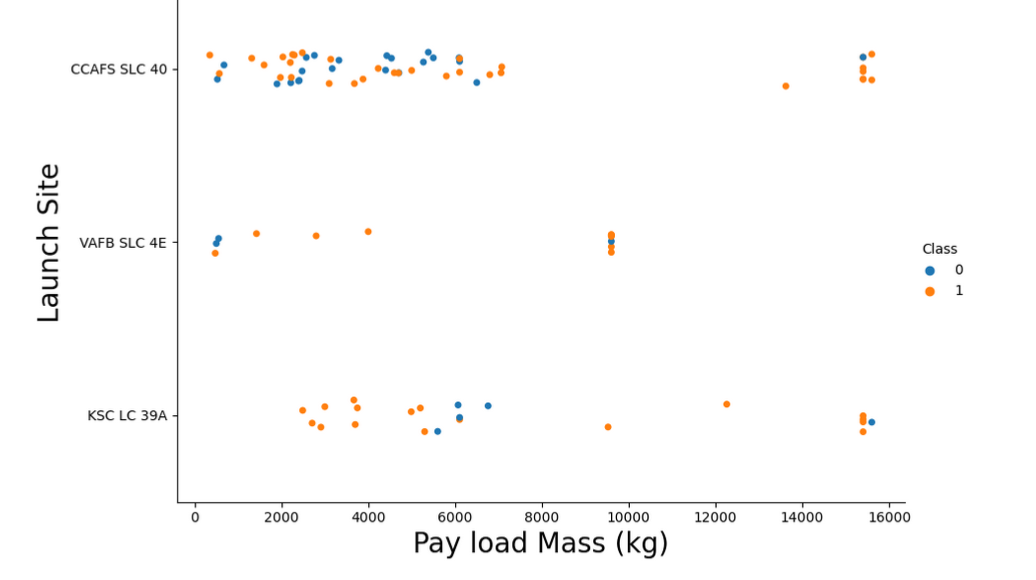 CCAFS SLC 40
VAFB SLC 4E
KSC LC 39A
Launch Site
0 2000 4000 6000 8000 10000 12000 14000 16000
Pay load Mass (kg)
Class
0
1